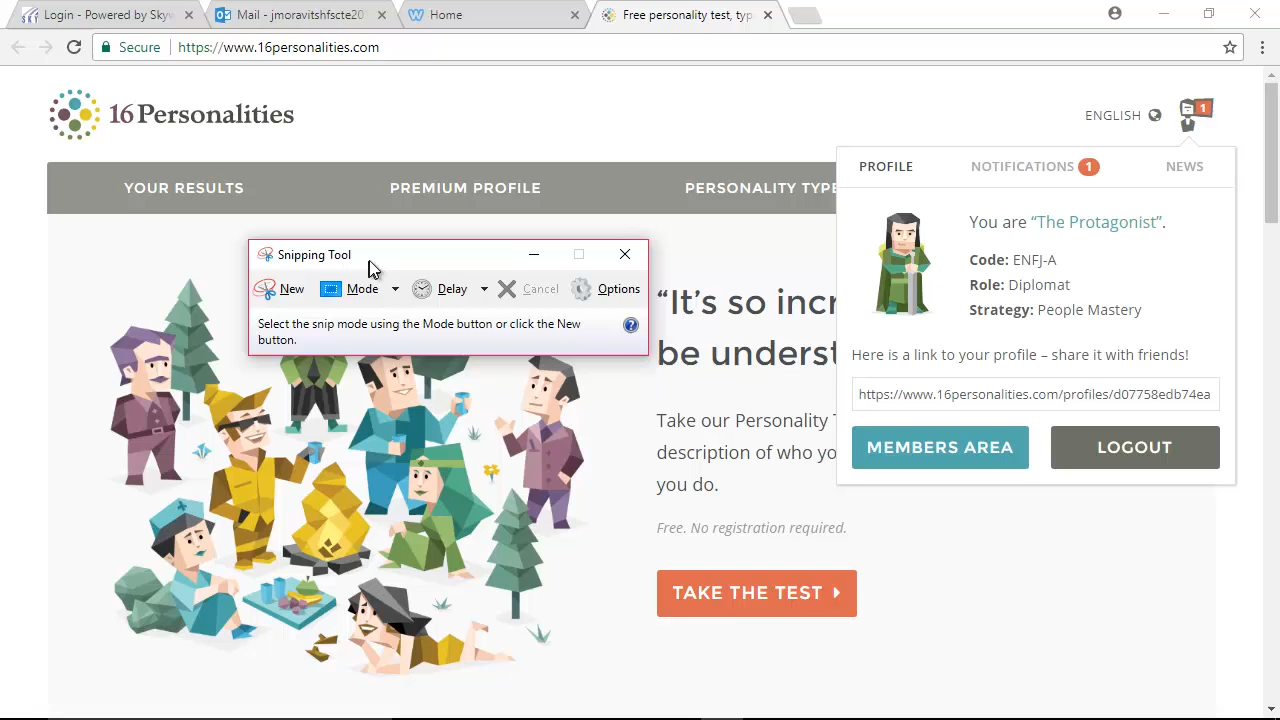 Login - Powered by Skyw
Mail - jmoravitshfscte20
Home
Free personality test, typ
Secure
https://www.16personalities.com
16Personalities
ENGLISH
1
YOUR RESULTS
PREMIUM PROFILE
PERSONALITY TYPE
PROFILE
NOTIFICATIONS 1
NEWS
You are “The Protagonist”.
Code: ENFJ-A
Role: Diplomat
Strategy: People Mastery
Here is a link to your profile – share it with friends!
https://www.16personalities.com/profiles/d07758edb74ea
MEMBERS AREA
LOGOUT
Snipping Tool
New
Mode
Delay
Cancel
Options
Select the snip mode using the Mode button or click the New
button.
?
“It’s so incr
be underst
Take our Personality T
description of who yo
you do.
Free. No registration required.
TAKE THE TEST